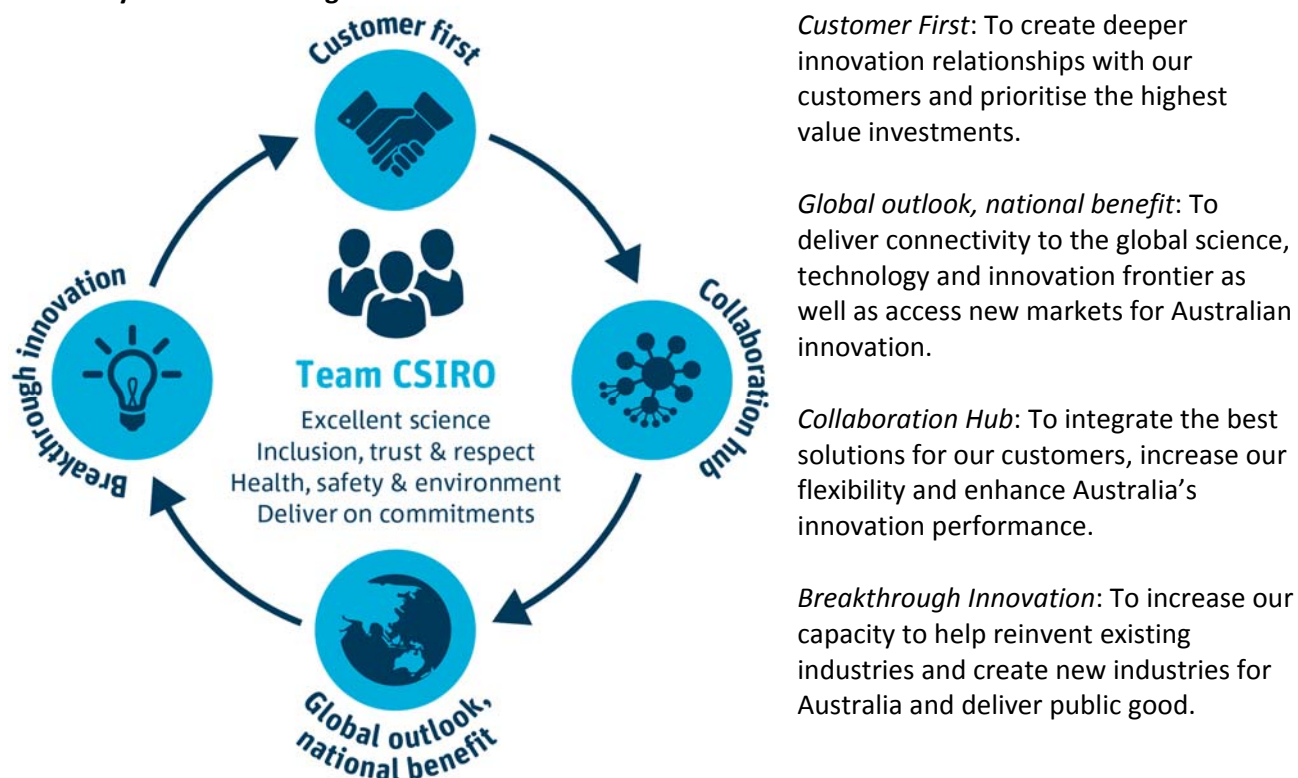 Customer first
Collaboration hub
Global outlook,
national benefit
Breakthrough innovation
Team CSIRO
Excellent science
Inclusion, trust & respect
Health, safety & environment
Deliver on commitments
Customer First: To create deeper
innovation relationships with our
customers and prioritise the highest
value investments.
Global outlook, national benefit: To
deliver connectivity to the global science,
technology and innovation frontier as
well as access new markets for Australian
innovation.
Collaboration Hub: To integrate the best
solutions for our customers, increase our
flexibility and enhance Australia’s
innovation performance.
Breakthrough Innovation: To increase our
capacity to help reinvent existing
industries and create new industries for
Australia and deliver public good.